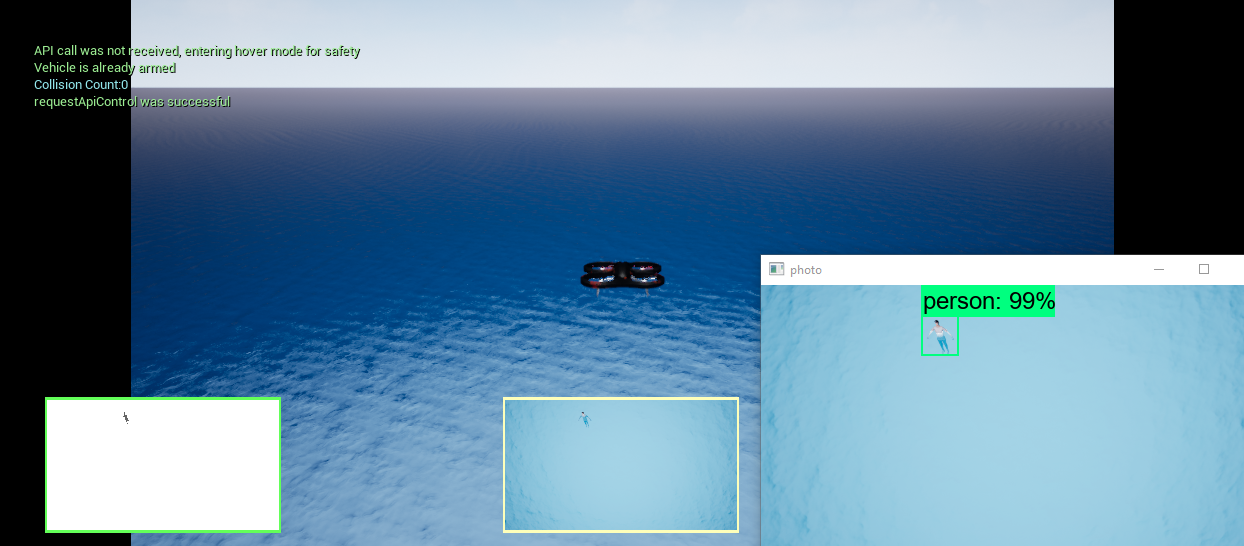 API call was not received, entering hover mode for safety
Vehicle is already armed
Collision Count:0
requestApiControl was successful
photo
person: 99%